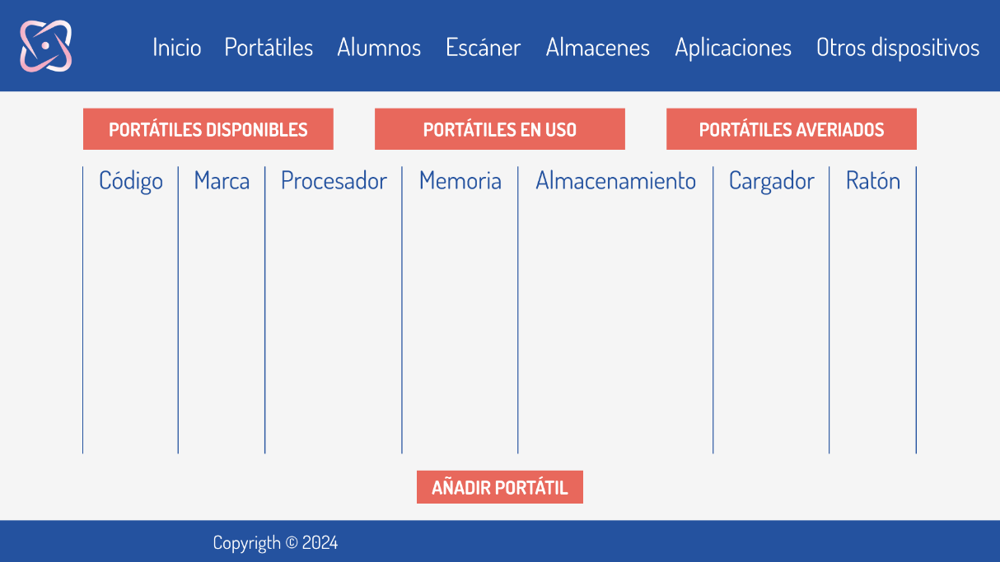 Inicio Portátiles Alumnos Escáner Almacenes Aplicaciones Otros dispositivos
PORTÁTILES DISPONIBLES PORTÁTILES EN USO PORTÁTILES AVERIADOS
Código Marca Procesador Memoria Almacenamiento Cargador Ratón
AÑADIR PORTÁTIL
Copyrigth © 2024